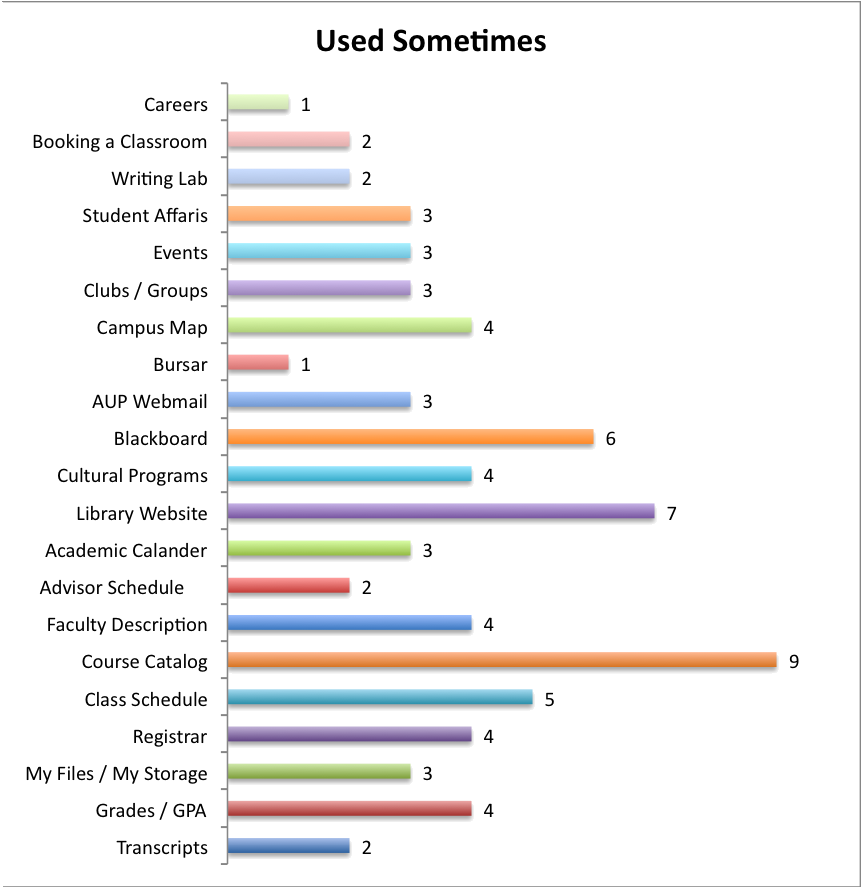 Used Sometimes
Careers 1
Booking a Classroom 2
Writing Lab 2
Student Affaris 3
Events 3
Clubs / Groups 3
Campus Map 4
Bursar 1
AUP Webmail 3
Blackboard 6
Cultural Programs 4
Library Website 7
Academic Calander 3
Advisor Schedule 2
Faculty Description 4
Course Catalog 9
Class Schedule 5
Registrar 4
My Files / My Storage 3
Grades / GPA 4
Transcripts 2